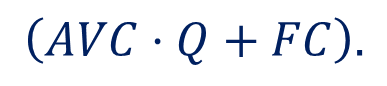 (AVC · Q + FC).